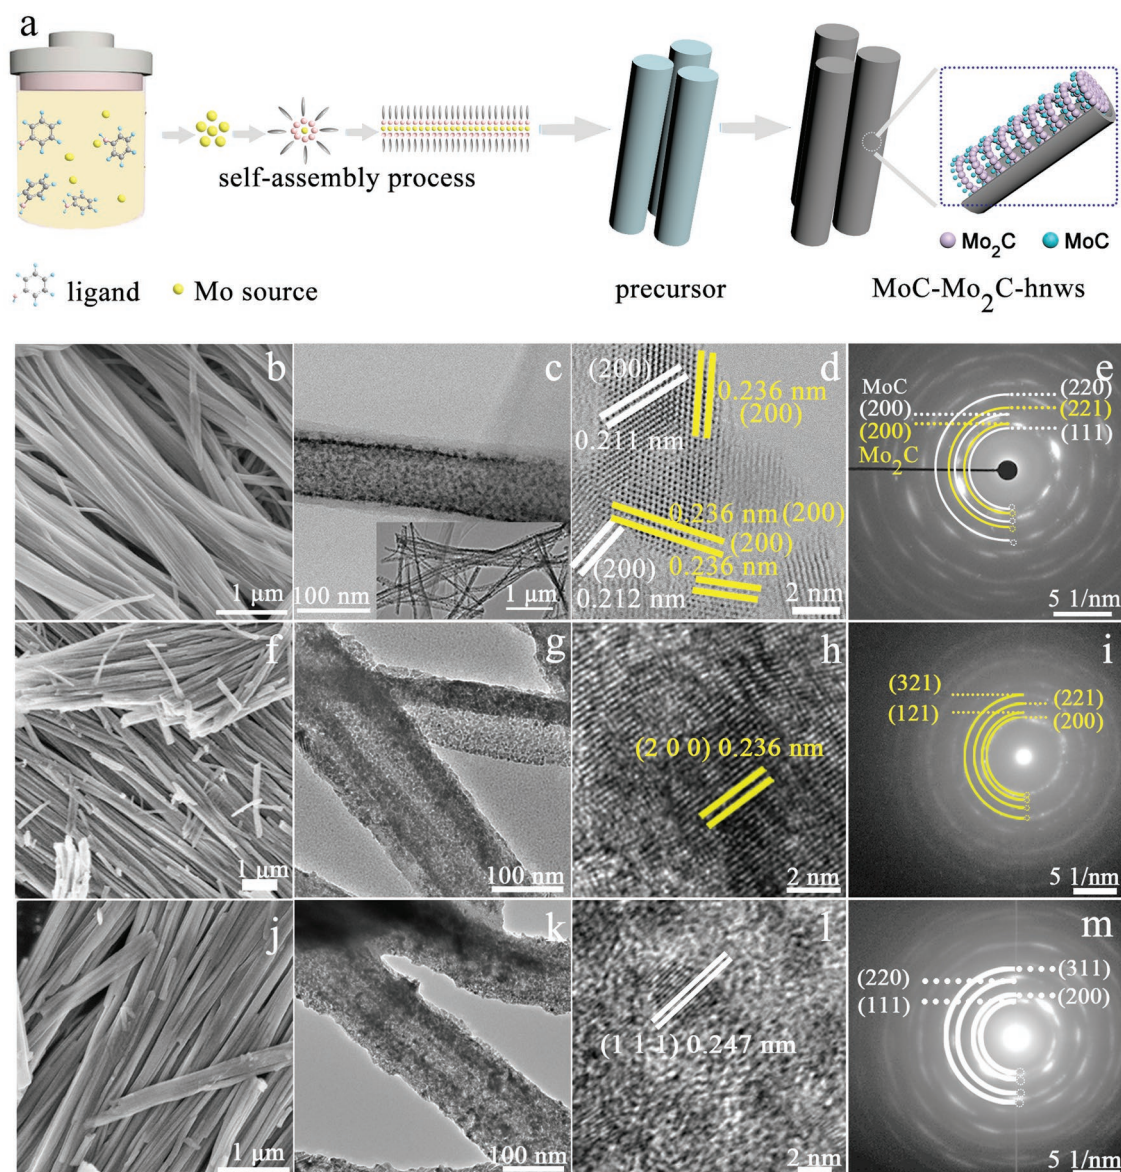 a
self-assembly process
ligand
Mo source
precursor
Mo₂C
MoC
MoC-Mo₂C-hnws
b
1 µm
c
100 nm
1 µm
d
(200)
0.211 nm
0.236 nm
(200)
0.236 nm (200)
(200)
0.236 nm
(200)
0.212 nm
2 nm
e
MoC
(200)
(200)
Mo₂C
(220)
(221)
(111)
5 1/nm
f
1 µm
g
100 nm
h
(2 0 0) 0.236 nm
2 nm
i
(321)
(121)
(221)
(200)
5 1/nm
j
1 µm
k
100 nm
l
(1 1 1) 0.247 nm
2 nm
m
(220)
(111)
(311)
(200)
5 1/nm